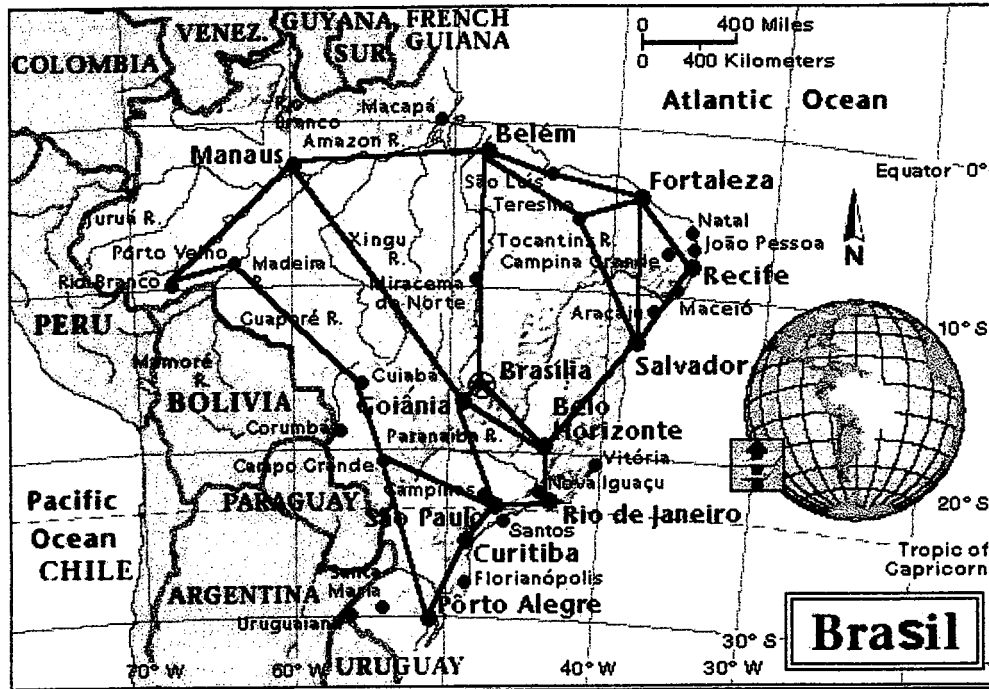 GUYANA
FRENCH
GUIANA
VENEZ.
SUR.
COLOMBIA
0 400 Miles
0 400 Kilometers
Atlantic Ocean
Macapá
Rio
Branco
Amazon R.
Belém
Manaus
Equator 0°
São Luís
Fortaleza
Teresina
Juruá R.
Natal
João Pessoa
N
Xingu
R.
Tocantins R.
Pôrto Velho
Madeira
R.
Campina Grande
Recife
Rio Branco
Miracema
do Norte
Maceió
Aracaju
PERU
Guaporé R.
10° S
Salvador
Mamoré
R.
Brasília
Cuiabá
BOLIVIA
Goiânia
Belo
Horizonte
Corumbá
Paranaíba R.
Vitória
Campo Grande
Nova Iguaçu
PARAGUAY
Campinas
Pacific
Ocean
São Paulo
Rio de Janeiro
20° S
Santos
Curitiba
Tropic of
Capricorn
CHILE
Florianópolis
Santa
Maria
ARGENTINA
Pôrto Alegre
Uruguaiana
Brasil
30° S
URUGUAY
70° W
60° W
40° W
30° W